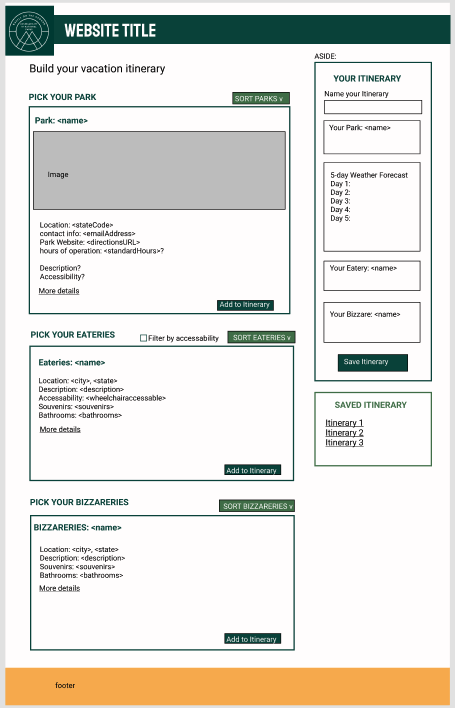 WEBSITE TITLE
Build your vacation itinerary
PICK YOUR PARK
SORT PARKS v
Park: <name>
Image
Location: <stateCode>
contact info: <emailAddress>
Park Website: <directionsURL>
hours of operation: <standardHours>?
Description?
Accessibility?
More details
Add to Itinerary
PICK YOUR EATERIES
Filter by accessability
SORT EATERIES v
Eateries: <name>
Location: <city>, <state>
Description: <description>
Accessability: <wheelchairaccessable>
Souvenirs: <souvenirs>
Bathrooms: <bathrooms>
More details
Add to Itinerary
PICK YOUR BIZZARERIES
SORT BIZZARERIES v
BIZZARERIES: <name>
Location: <city>, <state>
Description: <description>
Souvenirs: <souvenirs>
Bathrooms: <bathrooms>
More details
Add to Itinerary
ASIDE:
YOUR ITINERARY
Name your Itinerary
Your Park: <name>
5-day Weather Forecast
Day 1:
Day 2:
Day 3:
Day 4:
Day 5:
Your Eatery: <name>
Your Bizzare: <name>
Save Itinerary
SAVED ITINERARY
Itinerary 1
Itinerary 2
Itinerary 3
footer